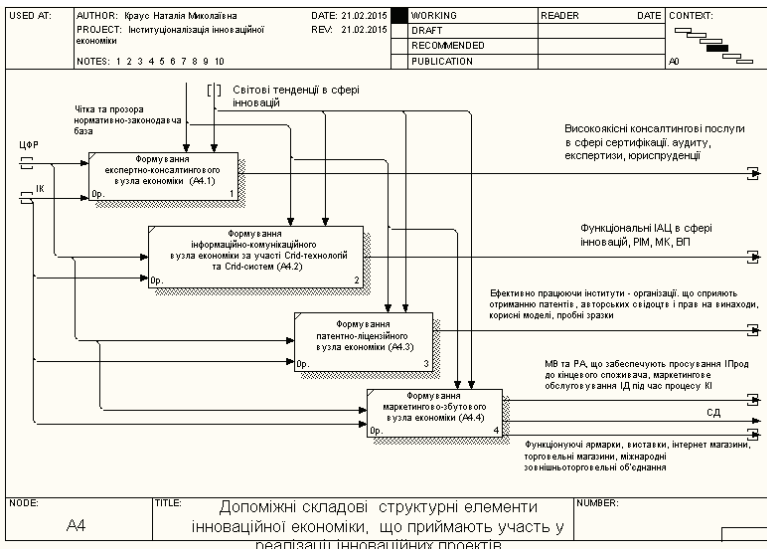 USED AT:
AUTHOR: Краус Наталія Миколаївна
DATE: 21.02.2015
PROJECT: Інституціоналізація інноваційної
економіки
REV: 21.02.2015
NOTES: 1 2 3 4 5 6 7 8 9 10
WORKING
DRAFT
RECOMMENDED
PUBLICATION
READER
DATE
CONTEXT:
A0
Світові тенденції в сфері
інновацій
Чітка та прозора
нормативно-законодавча
база
ЦФР
ІК
Формування
експертно-консалтингового
вузла економіки (А4.1)
0р.
1
Високоякісні консалтингові послуги
в сфері сертифікації. аудиту,
експертизи, юриспруденції
Формування
інформаційно-комунікаційного
вузла економіки за участі Crid-технологій
та Crid-систем (А4.2)
0р.
2
Функціональні ІАЦ в сфері
інновацій, РІМ, МК, ВП
Формування
патентно-ліцензійного
вузла економіки (А4.3)
0р.
3
Ефективно працюючі інститути - організації. що сприяють
отриманню патентів, авторських свідоцтв і прав на винаходи,
корисні моделі, пробні зразки
Формування
маркетингово-збутового
вузла економіки (А4.4)
0р.
4
МВ та РА, що забеспечують просування ІПрод
до кінцевого споживача, маркетингове
обслуговування ІД під час процесу КІ
СД
Функціонуючі ярмарки, виставки, інтернет магазини,
торговельні магазини, міжнародні
зовнішньоторговельні об'єднання
NODE:
А4
TITLE:
Допоміжні складові структурні елементи
інноваційної економіки, що приймають участь у
реалізації інноваційних проектів
NUMBER: